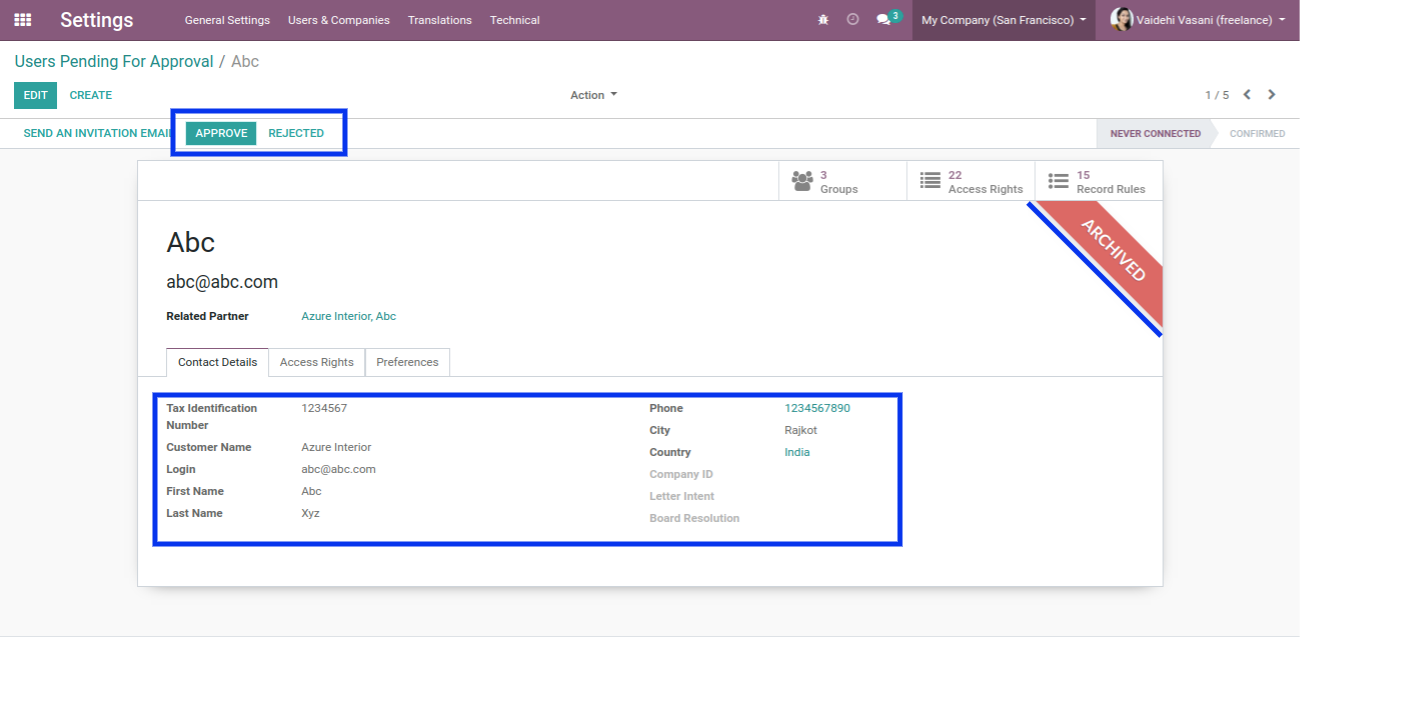 Settings General Settings Users & Companies Translations Technical 3 My Company (San Francisco) Vaidehi Vasani (freelance)
Users Pending For Approval / Abc
EDIT CREATE Action 1 / 5
SEND AN INVITATION EMAIL APPROVE REJECTED NEVER CONNECTED CONFIRMED
3 Groups
22 Access Rights
15 Record Rules
ARCHIVED
Abc
abc@abc.com
Related Partner Azure Interior, Abc
Contact Details Access Rights Preferences
Tax Identification Number 1234567
Customer Name Azure Interior
Login abc@abc.com
First Name Abc
Last Name Xyz
Phone 1234567890
City Rajkot
Country India
Company ID
Letter Intent
Board Resolution